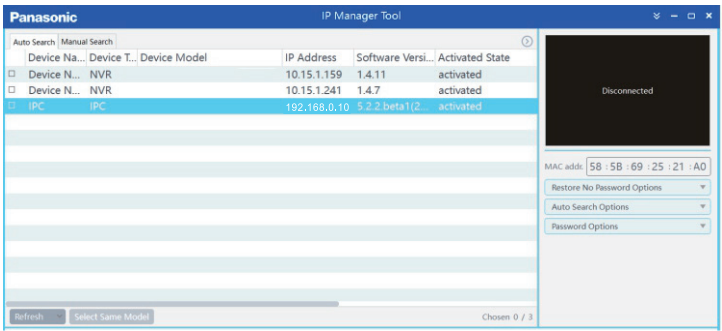 Panasonic IP Manager Tool
Auto Search Manual Search
Device Na... Device T... Device Model IP Address Software Versi... Activated State
Device N... NVR 10.15.1.159 1.4.11 activated
Device N... NVR 10.15.1.241 1.4.7 activated
IPC IPC 192.168.0.10 5.2.2.beta1(2... activated
Disconnected
MAC addr. 58 : 5B : 69 : 25 : 21 : A0
Restore No Password Options
Auto Search Options
Password Options
Refresh Select Same Model Chosen 0 / 3